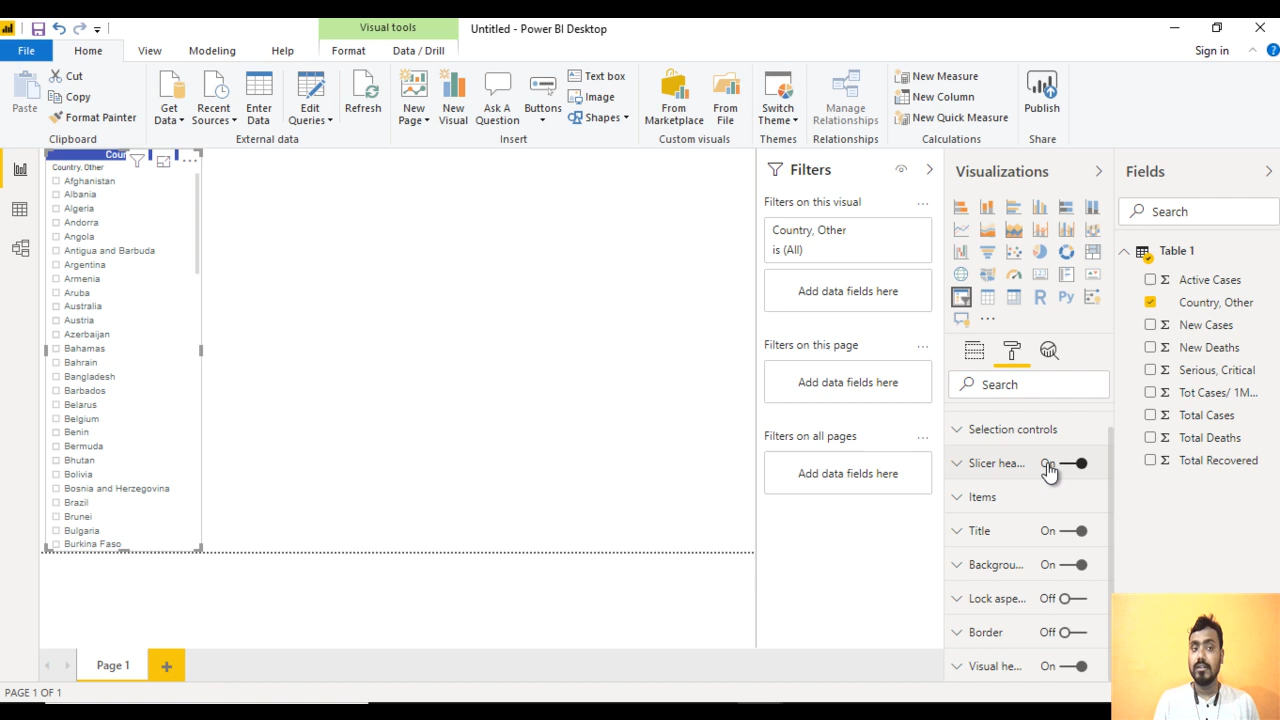 Visual tools
Untitled - Power BI Desktop
File
Home
View
Modeling
Help
Format
Data / Drill
Sign in
?
Paste
Cut
Copy
Format Painter
Clipboard
Get Data
Recent Sources
Enter Data
Edit Queries
External data
Refresh
New Page
New Visual
Ask A Question
Buttons
Text box
Image
Shapes
Insert
From Marketplace
From File
Custom visuals
Switch Theme
Themes
Manage Relationships
Relationships
New Measure
New Column
New Quick Measure
Calculations
Publish
Share
Cour
Country, Other
Afghanistan
Albania
Algeria
Andorra
Angola
Antigua and Barbuda
Argentina
Armenia
Aruba
Australia
Austria
Azerbaijan
Bahamas
Bahrain
Bangladesh
Barbados
Belarus
Belgium
Benin
Bermuda
Bhutan
Bolivia
Bosnia and Herzegovina
Brazil
Brunei
Bulgaria
Burkina Faso
Filters
Filters on this visual ...
Country, Other
is (All)
Add data fields here
Filters on this page ...
Add data fields here
Filters on all pages ...
Add data fields here
Visualizations
R
Py
...
Search
Selection controls
Slicer hea... On
Items
Title On
Backgrou... On
Lock aspe... Off
Border Off
Visual he... On
Fields
Search
Table 1
Σ Active Cases
Country, Other
Σ New Cases
Σ New Deaths
Σ Serious, Critical
Σ Tot Cases/ 1M...
Σ Total Cases
Σ Total Deaths
Σ Total Recovered
Page 1
PAGE 1 OF 1